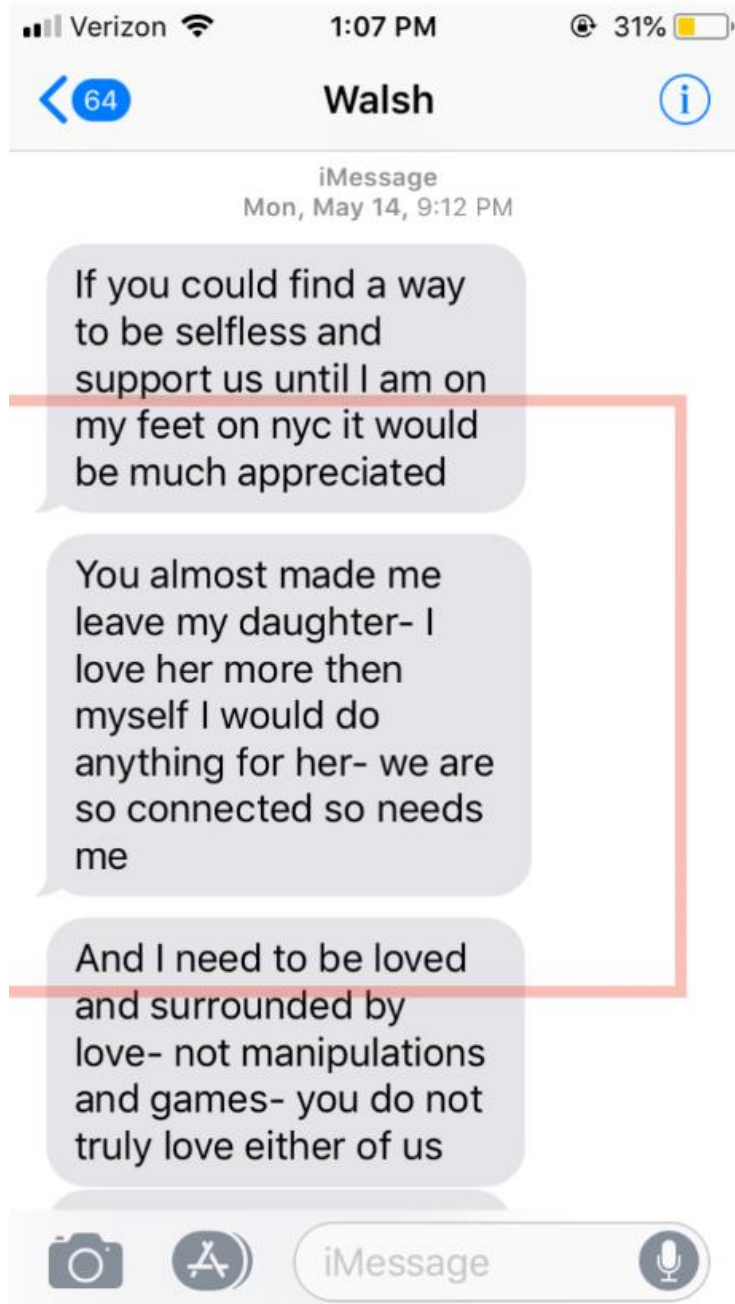 Verizon 1:07 PM 31%
64 Walsh i
iMessage
Mon, May 14, 9:12 PM
If you could find a way
to be selfless and
support us until I am on
my feet on nyc it would
be much appreciated
You almost made me
leave my daughter- I
love her more then
myself I would do
anything for her- we are
so connected so needs
me
And I need to be loved
and surrounded by
love- not manipulations
and games- you do not
truly love either of us
iMessage